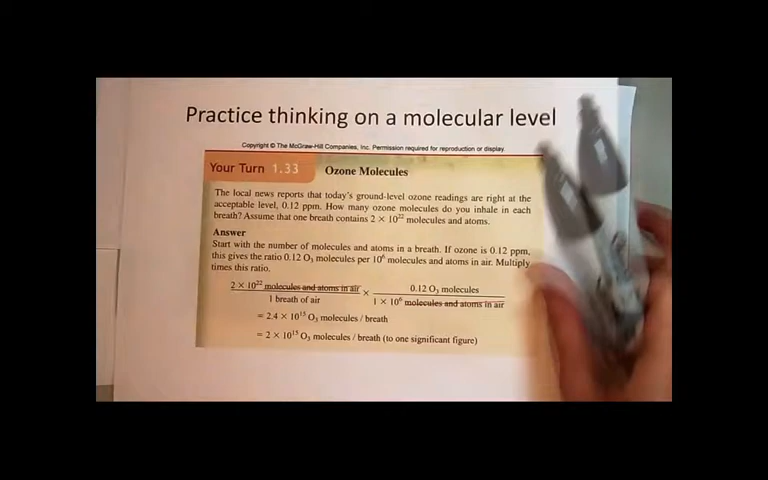 Practice thinking on a molecular level
Copyright © The McGraw-Hill Companies, Inc. Permission required for reproduction or display.
Your Turn 1.33 Ozone Molecules
The local news reports that today's ground-level ozone readings are right at the
acceptable level, 0.12 ppm. How many ozone molecules do you inhale in each
breath? Assume that one breath contains 2 × 10²² molecules and atoms.
Answer
Start with the number of molecules and atoms in a breath. If ozone is 0.12 ppm,
this gives the ratio 0.12 O₃ molecules per 10⁶ molecules and atoms in air. Multiply
times this ratio.
2 × 10²² molecules and atoms in air × 0.12 O₃ molecules
1 breath of air 1 × 10⁶ molecules and atoms in air
= 2.4 × 10¹⁵ O₃ molecules / breath
= 2 × 10¹⁵ O₃ molecules / breath (to one significant figure)